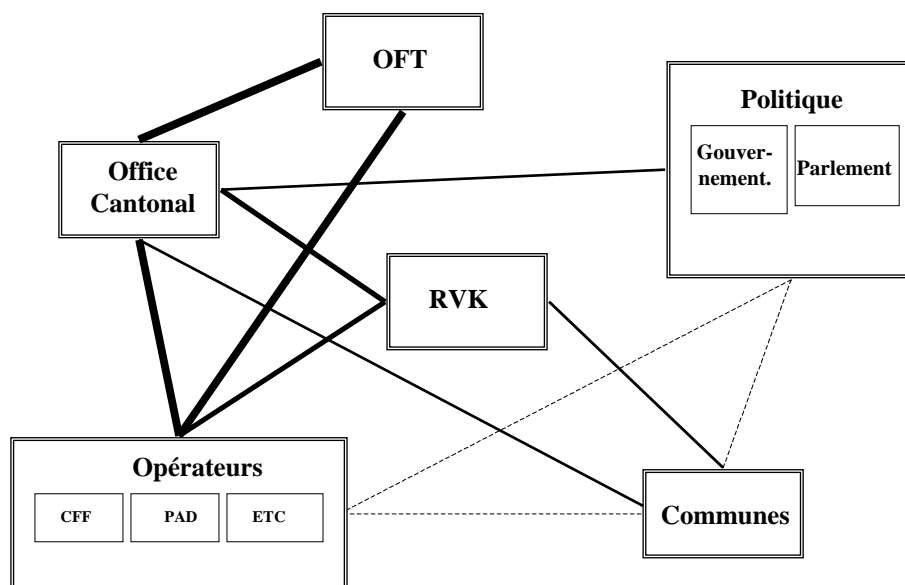 OFT
Politique
Gouver-
nement.
Parlement
Office
Cantonal
RVK
Opérateurs
CFF
PAD
ETC
Communes